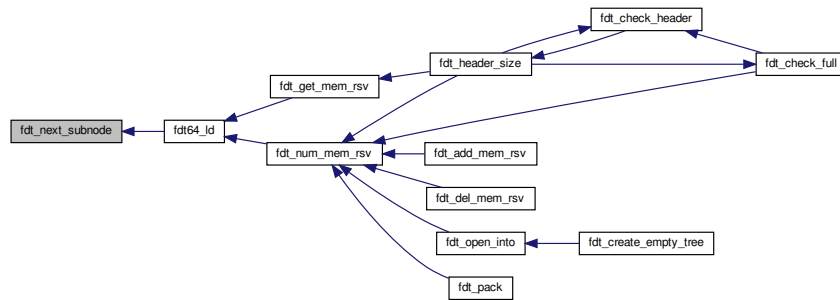 fdt_check_header
fdt_header_size
fdt_check_full
fdt_get_mem_rsv
fdt_next_subnode
fdt64_ld
fdt_num_mem_rsv
fdt_add_mem_rsv
fdt_del_mem_rsv
fdt_open_into
fdt_create_empty_tree
fdt_pack